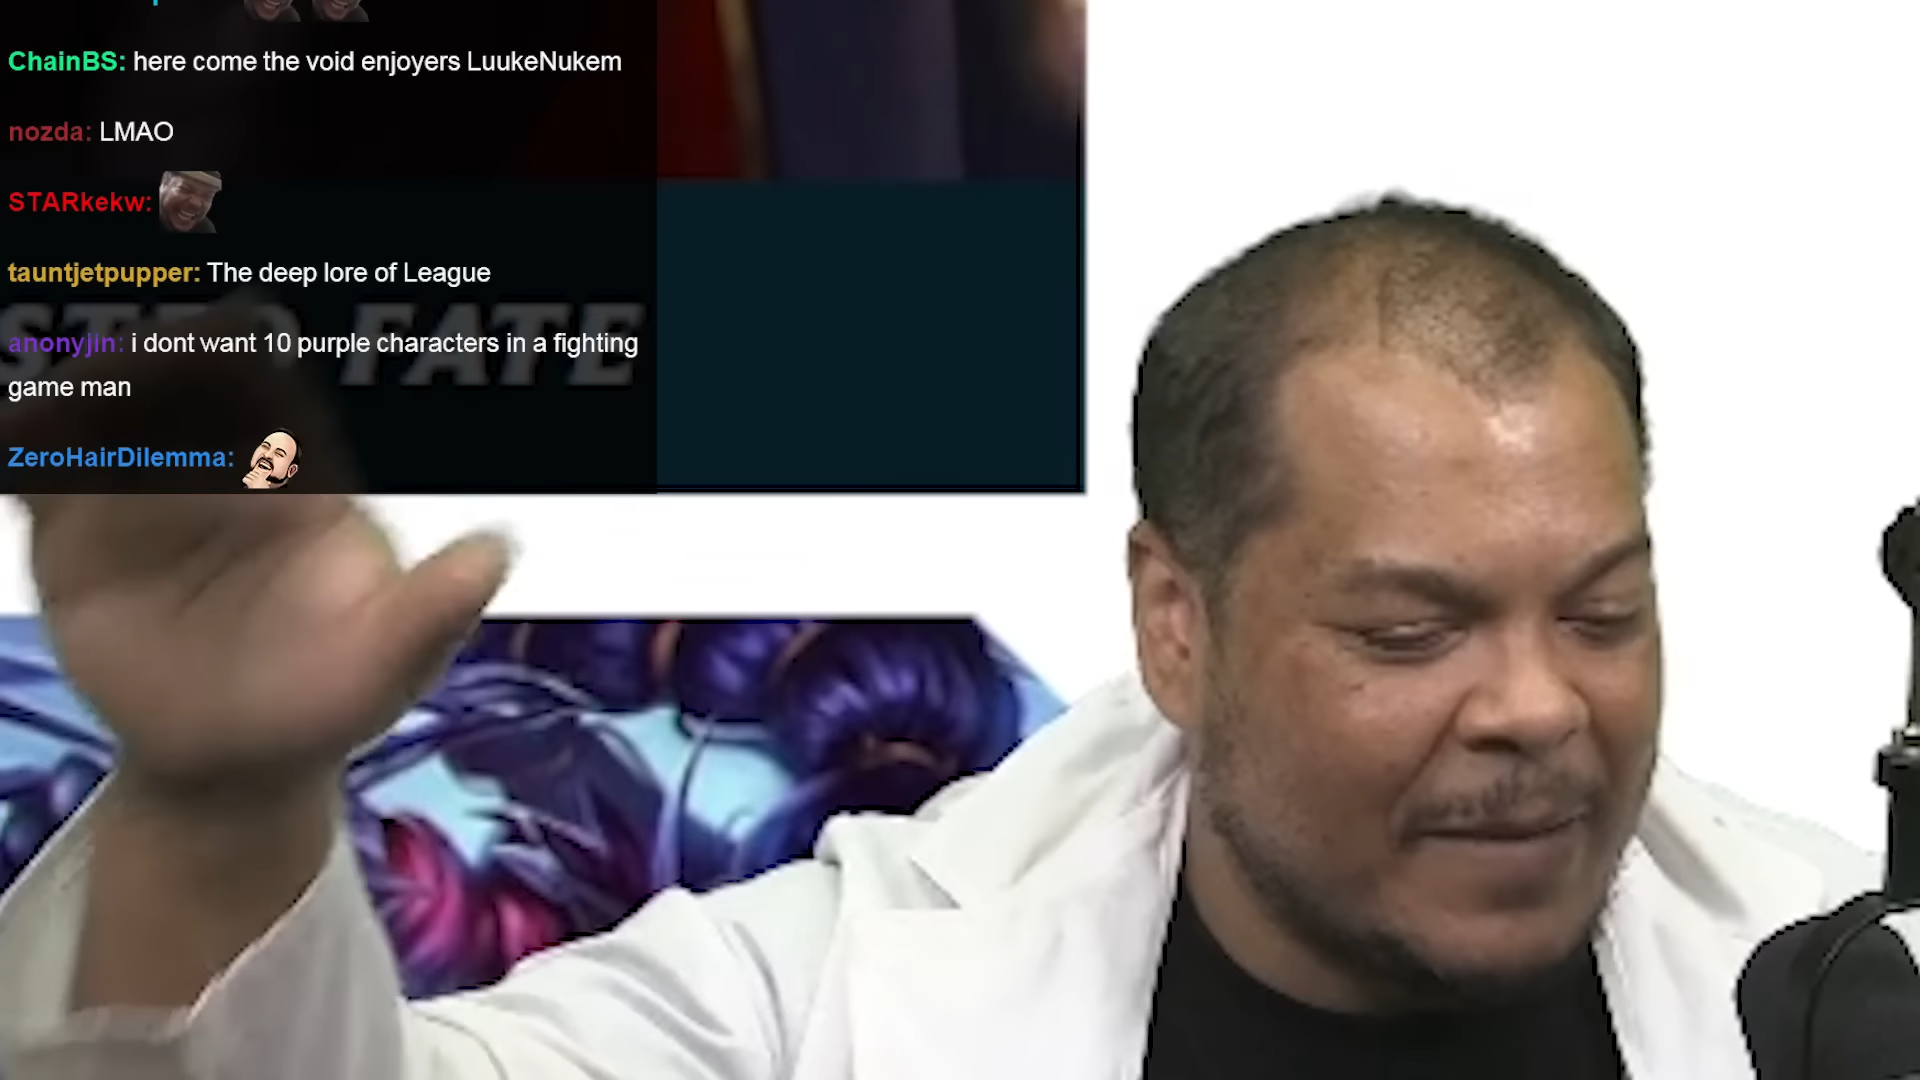 ChainBS: here come the void enjoyers LuukeNukem
nozda: LMAO
STARkekw:
tauntjetpupper: The deep lore of League
anonyjin: i dont want 10 purple characters in a fighting
game man
FATE
ZeroHairDilemma: